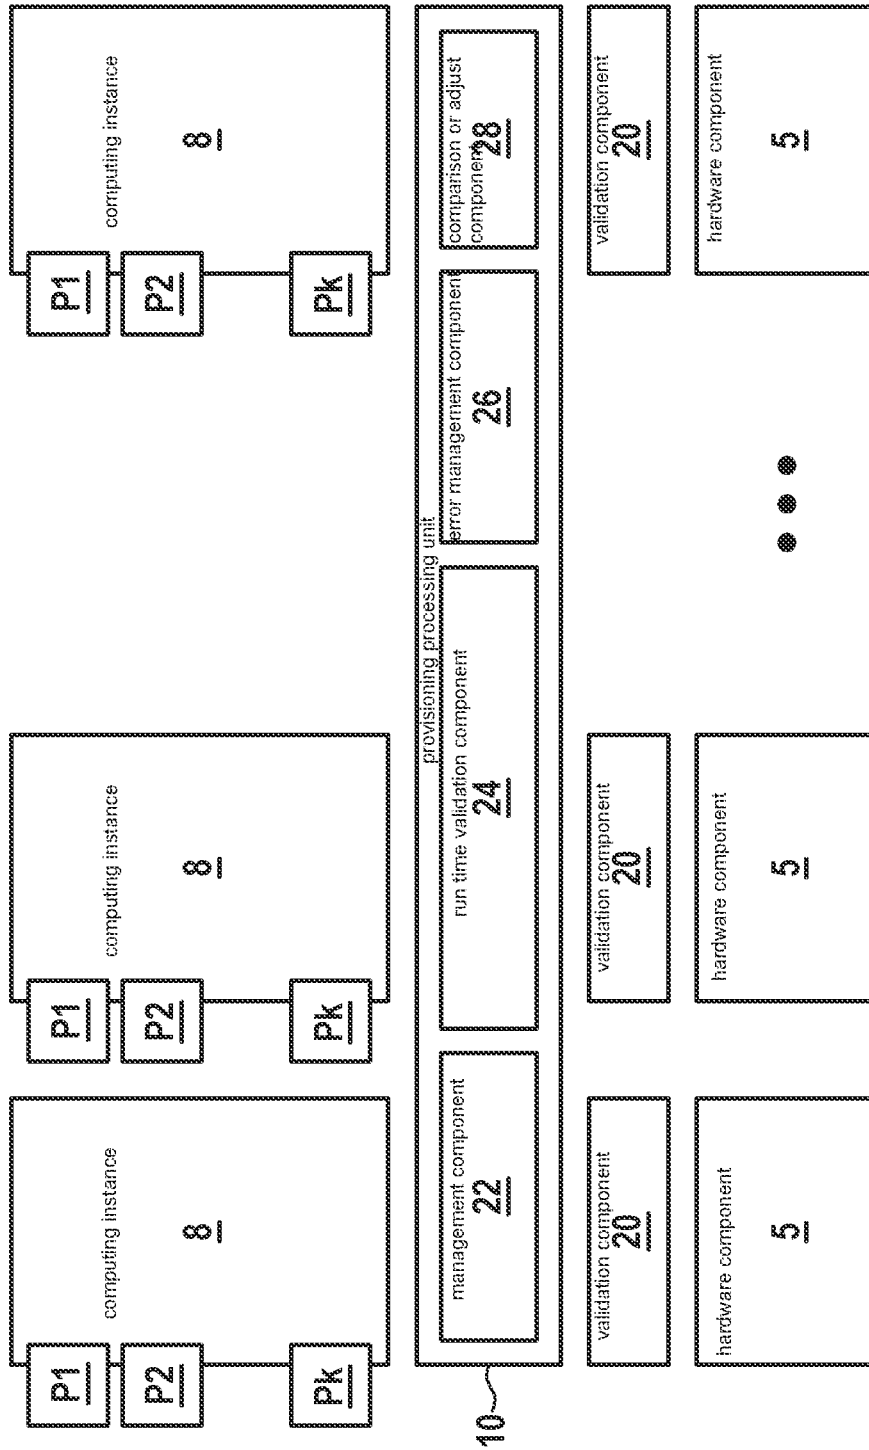 P1
P2
Pk
computing instance
8
P1
P2
Pk
computing instance
8
P1
P2
Pk
computing instance
8
10
provisioning processing unit
management component
22
run time validation component
24
error management component
26
comparison or adjust
component
28
validation component
20
validation component
20
validation component
20
hardware component
5
hardware component
5
hardware component
5